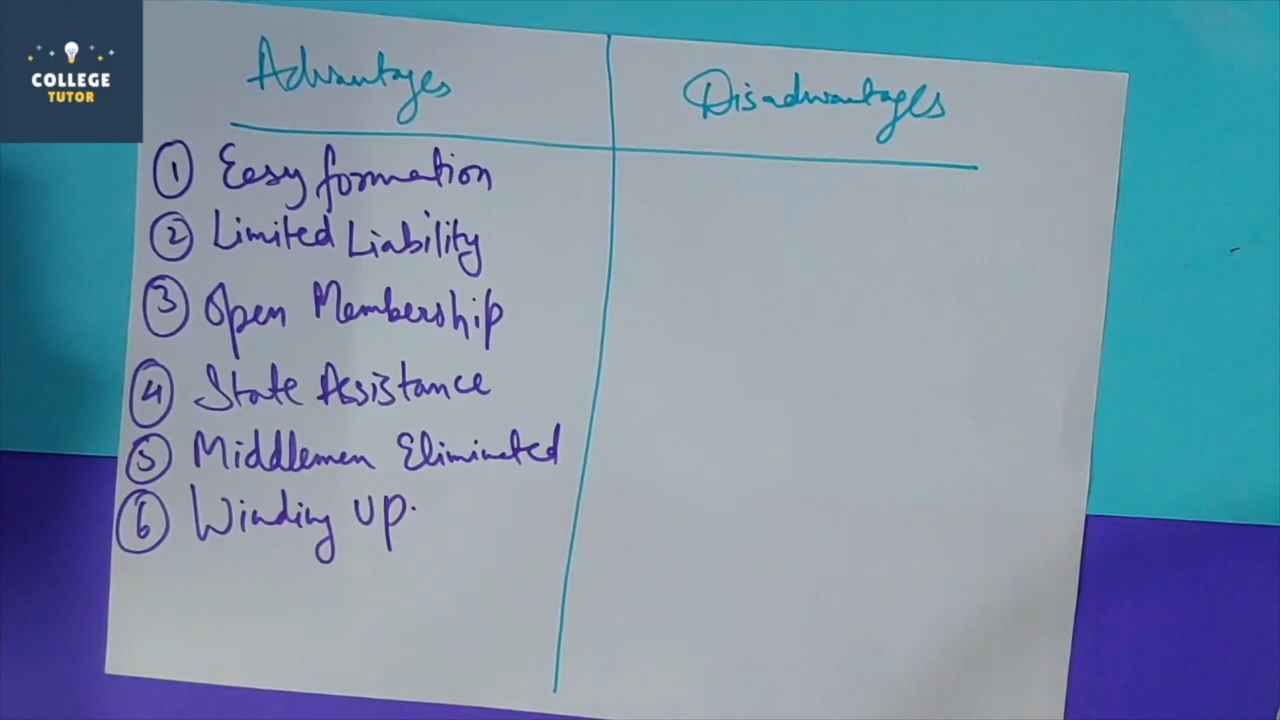 COLLEGE
TUTOR
Advantages
Disadvantages
1 Easy formation
2 Limited Liability
3 Open Membership
4 State Assistance
5 Middlemen Eliminated
6 Winding up.